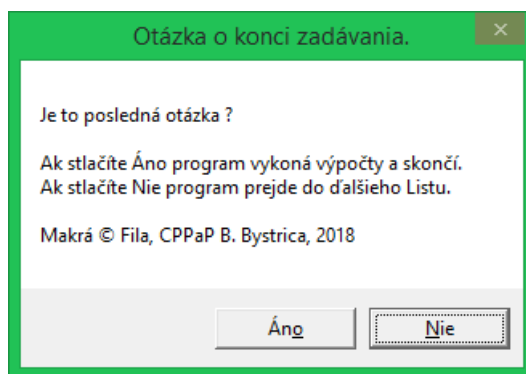 Otázka o konci zadávania.
Je to posledná otázka ?
Ak stlačíte Áno program vykoná výpočty a skončí.
Ak stlačíte Nie program prejde do ďalšieho Listu.
Makrá © Fila, CPPaP B. Bystrica, 2018
Áno
Nie